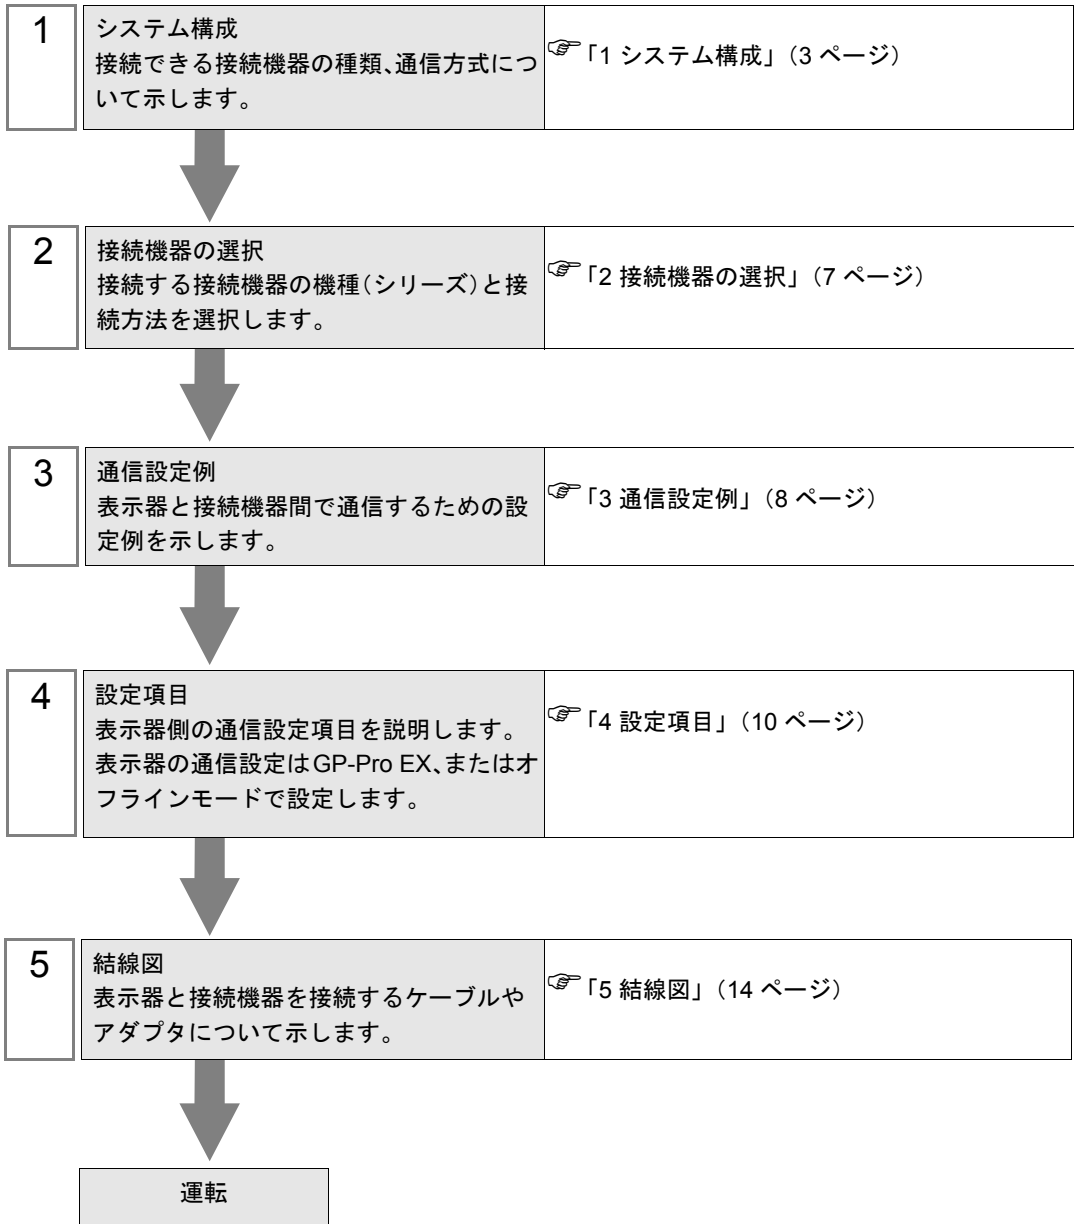 1
システム構成
接続できる接続機器の種類、通信方式につ
いて示します。
「1 システム構成」（3 ページ）
2
接続機器の選択
接続する接続機器の機種（シリーズ）と接
続方法を選択します。
「2 接続機器の選択」（7 ページ）
3
通信設定例
表示器と接続機器間で通信するための設
定例を示します。
「3 通信設定例」（8 ページ）
4
設定項目
表示器側の通信設定項目を説明します。
表示器の通信設定はGP-Pro EX、またはオ
フラインモードで設定します。
「4 設定項目」（10 ページ）
5
結線図
表示器と接続機器を接続するケーブルや
アダプタについて示します。
「5 結線図」（14 ページ）
運転